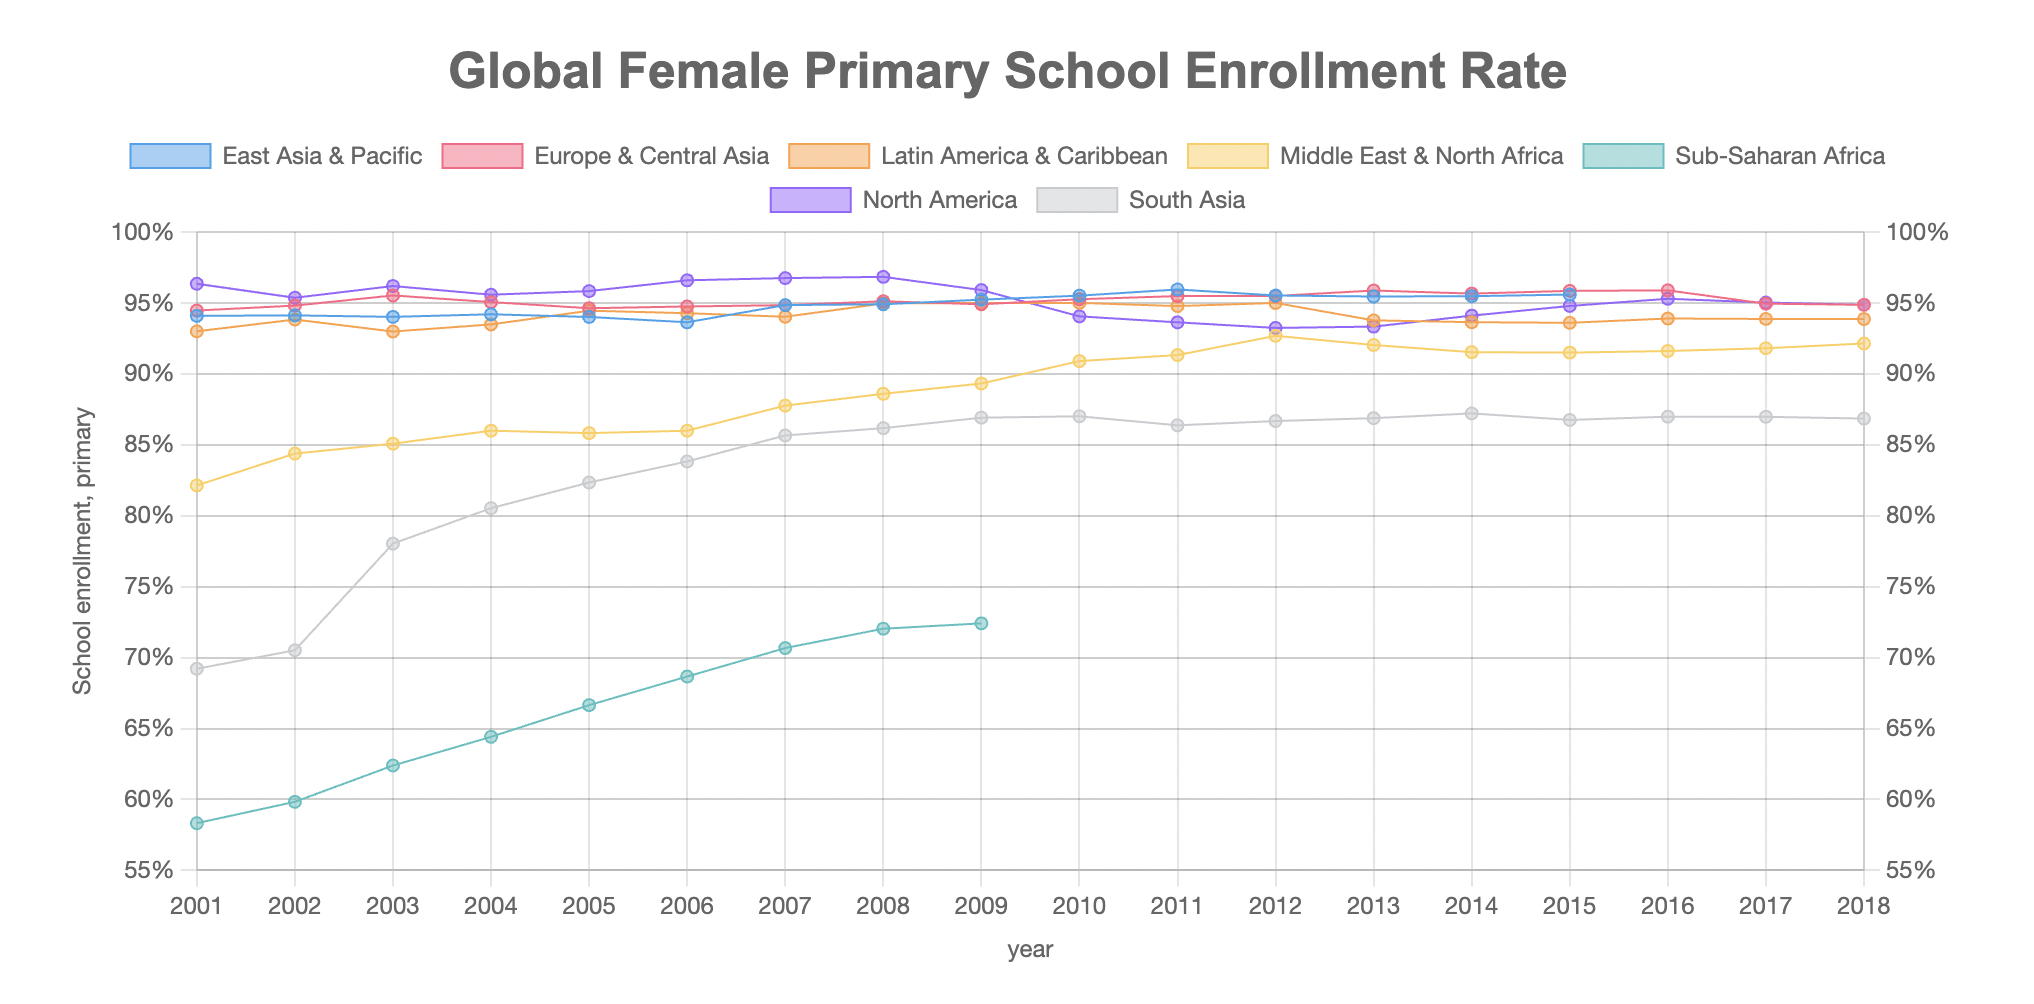 Global Female Primary School Enrollment Rate
East Asia & Pacific Europe & Central Asia Latin America & Caribbean Middle East & North Africa Sub-Saharan Africa
North America South Asia
100% 100%
95% 95%
90% 90%
85% 85%
80% 80%
75% 75%
70% 70%
65% 65%
60% 60%
55% 55%
School enrollment, primary
2001 2002 2003 2004 2005 2006 2007 2008 2009 2010 2011 2012 2013 2014 2015 2016 2017 2018
year